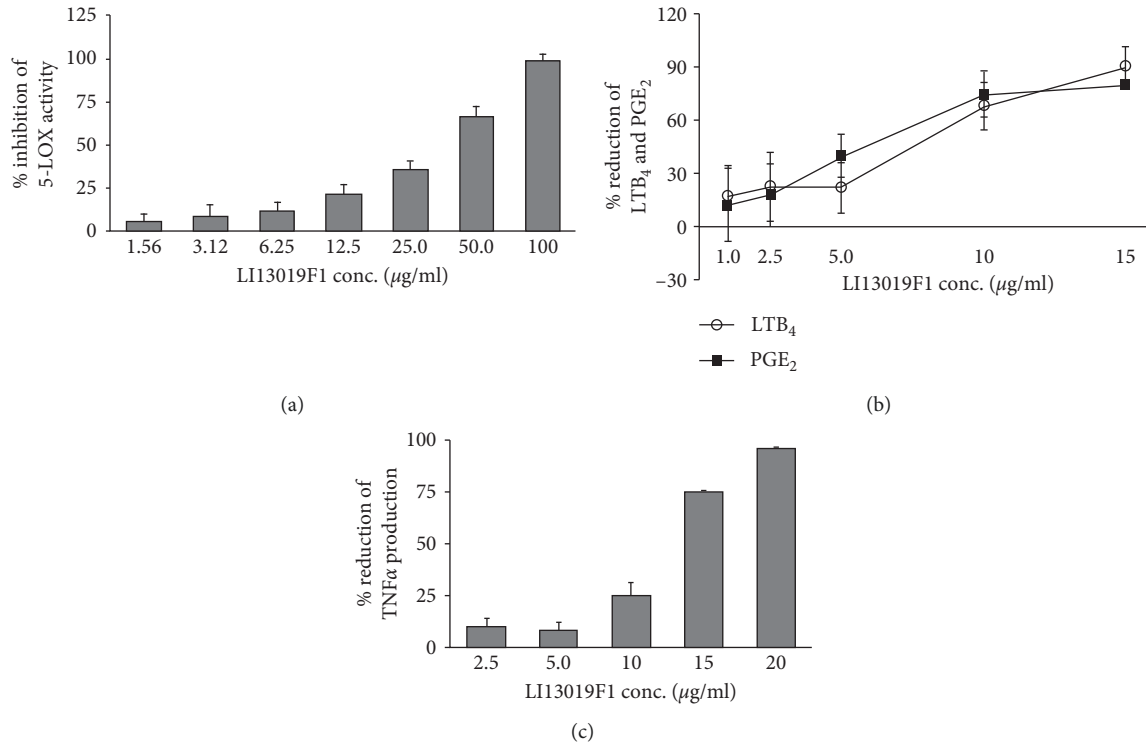 % inhibition of
5-LOX activity
125
100
75
50
25
0
1.56 3.12 6.25 12.5 25.0 50.0 100
LI13019F1 conc. (μg/ml)
(a)
% reduction of
LTB₄ and PGE₂
120
90
60
30
0
−30
1.0 2.5 5.0 10 15
LI13019F1 conc. (μg/ml)
LTB₄
PGE₂
(b)
% reduction of
TNFα production
100
75
50
25
0
2.5 5.0 10 15 20
LI13019F1 conc. (μg/ml)
(c)